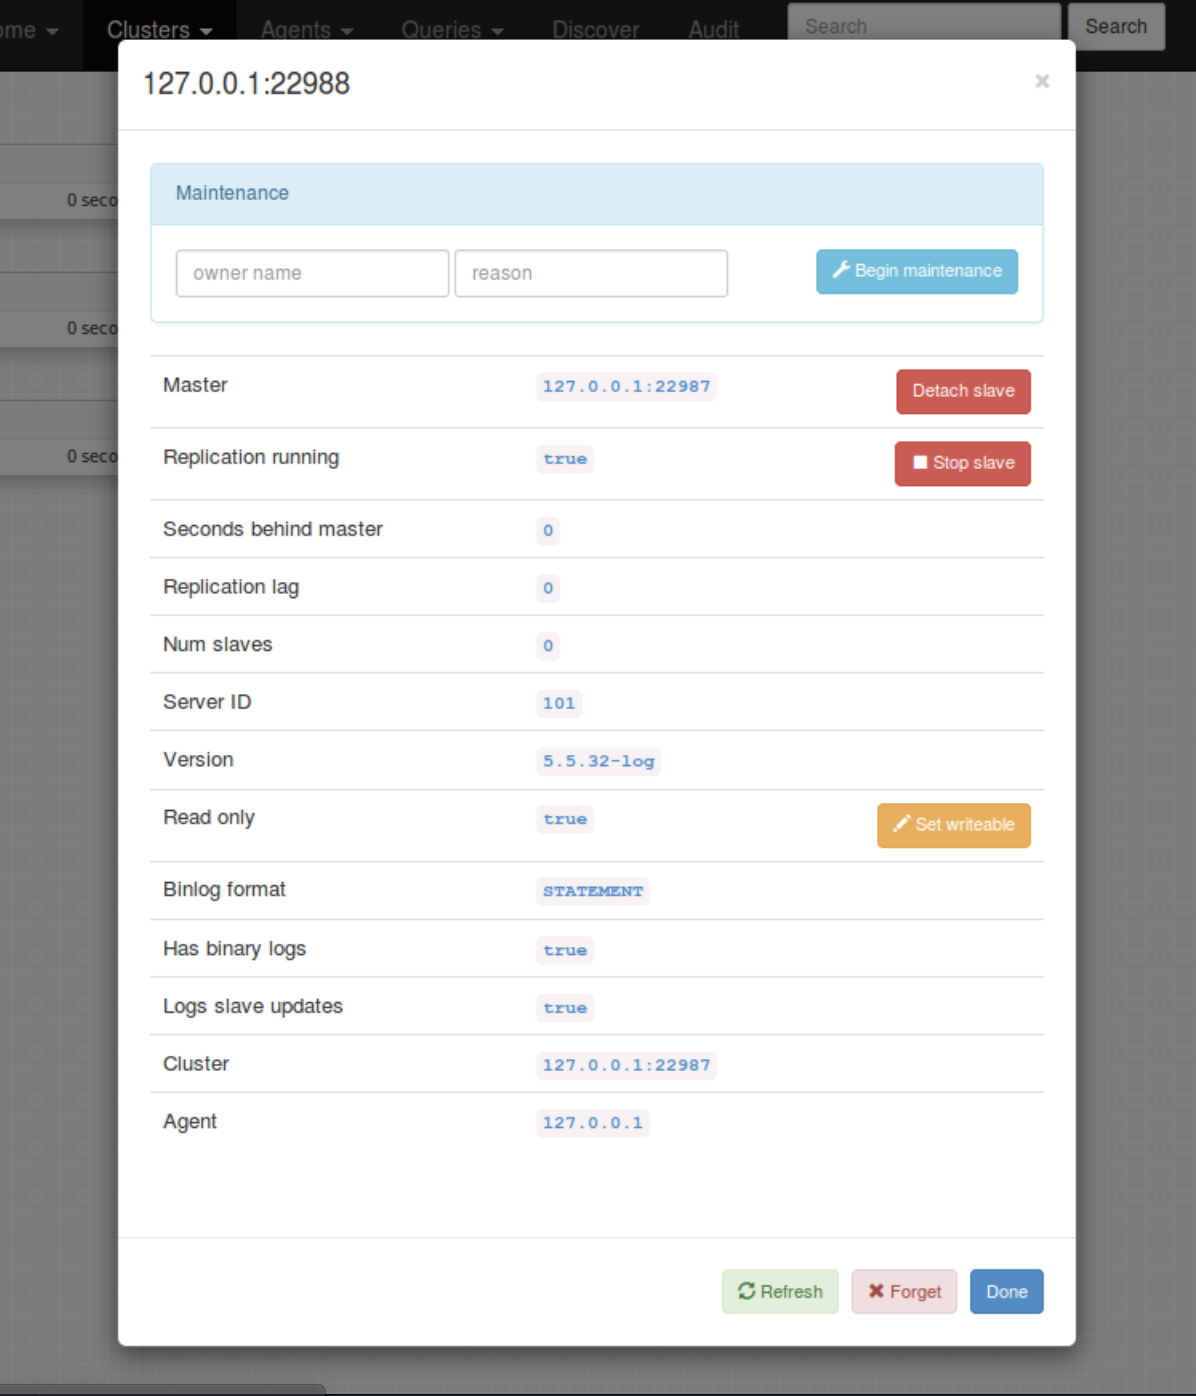 ome Clusters Agents Queries Discover Audit Search Search
127.0.0.1:22988 ×
Maintenance
0 seco
owner name reason Begin maintenance
0 seco
Master 127.0.0.1:22987 Detach slave
Replication running true Stop slave
0 seco
Seconds behind master 0
Replication lag 0
Num slaves 0
Server ID 101
Version 5.5.32-log
Read only true Set writeable
Binlog format STATEMENT
Has binary logs true
Logs slave updates true
Cluster 127.0.0.1:22987
Agent 127.0.0.1
Refresh Forget Done